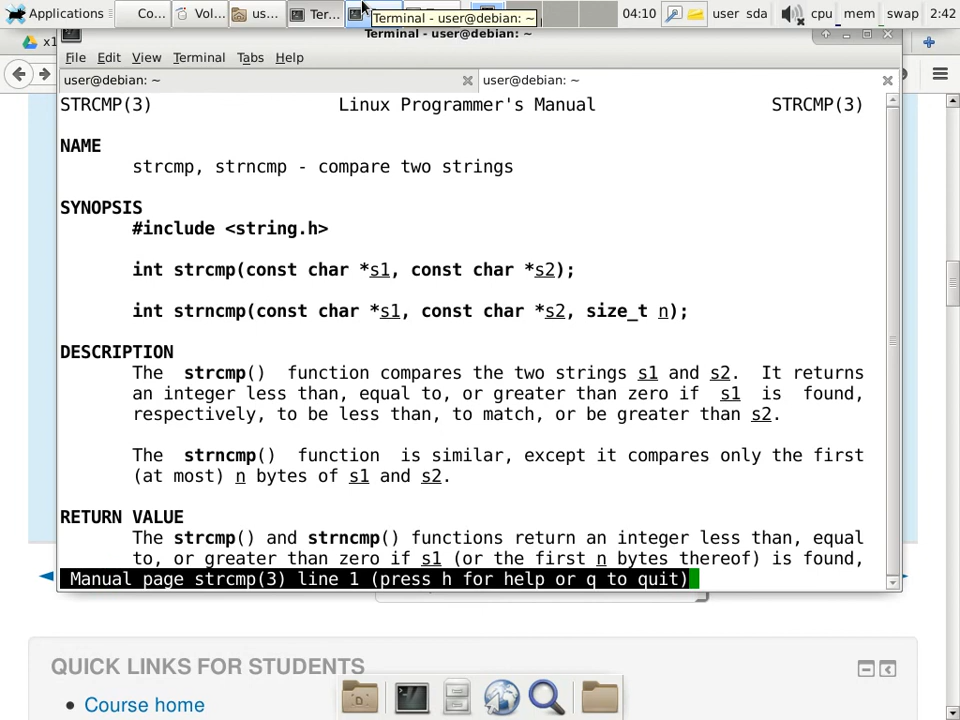 Applications
Co...
Vol...
us...
Ter...
Terminal - user@debian: ~
04:10
user
sda
cpu
mem
swap
2:42
Terminal - user@debian: ~
File Edit View Terminal Tabs Help
user@debian: ~
user@debian: ~
STRCMP(3) Linux Programmer's Manual STRCMP(3)
NAME
strcmp, strncmp - compare two strings
SYNOPSIS
#include <string.h>
int strcmp(const char *s1, const char *s2);
int strncmp(const char *s1, const char *s2, size_t n);
DESCRIPTION
The strcmp() function compares the two strings s1 and s2. It returns
an integer less than, equal to, or greater than zero if s1 is found,
respectively, to be less than, to match, or be greater than s2.
The strncmp() function is similar, except it compares only the first
(at most) n bytes of s1 and s2.
RETURN VALUE
The strcmp() and strncmp() functions return an integer less than, equal
to, or greater than zero if s1 (or the first n bytes thereof) is found,
Manual page strcmp(3) line 1 (press h for help or q to quit)
QUICK LINKS FOR STUDENTS
Course home